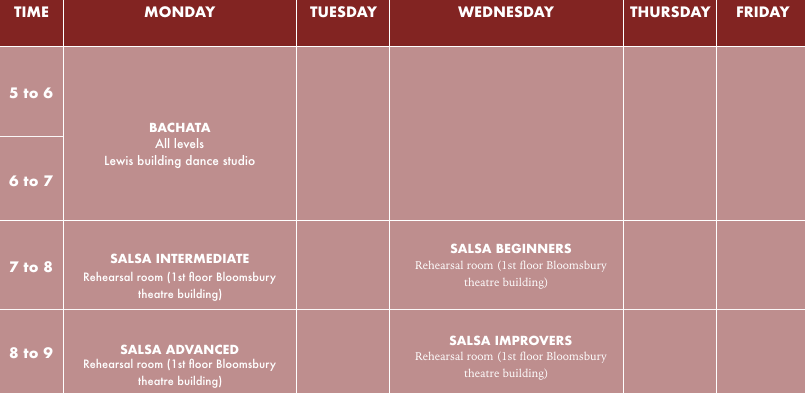 TIME MONDAY TUESDAY WEDNESDAY THURSDAY FRIDAY
5 to 6
BACHATA
All levels
Lewis building dance studio
6 to 7
7 to 8
SALSA INTERMEDIATE
Rehearsal room (1st floor Bloomsbury
theatre building)
SALSA BEGINNERS
Rehearsal room (1st floor Bloomsbury
theatre building)
8 to 9
SALSA ADVANCED
Rehearsal room (1st floor Bloomsbury
theatre building)
SALSA IMPROVERS
Rehearsal room (1st floor Bloomsbury
theatre building)